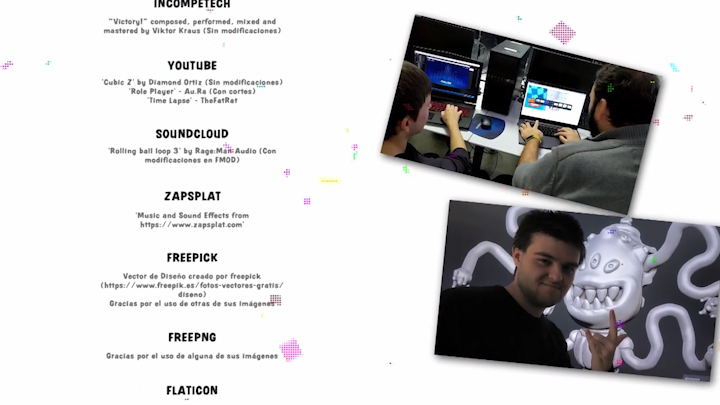 INCOMPETECH
"Victory!" composed, performed, mixed and
mastered by Viktor Kraus (Sin modificaciones)
YOUTUBE
'Cubic Z' by Diamond Ortiz (Sin modificaciones)
'Role Player' - Au.Ra (Con cortes)
'Time Lapse' - TheFatRat
SOUNDCLOUD
'Rolling ball loop 3' by Rage:Man Audio (Con
modificaciones en FMOD)
ZAPSPLAT
'Music and Sound Effects from
https://www.zapsplat.com'
FREEPICK
Vector de Diseño creado por freepick
(https://www.freepik.es/fotos-vectores-gratis/
diseno)
Gracias por el uso de otras de sus imágenes
FREEPNG
Gracias por el uso de alguna de sus imágenes
FLATICON